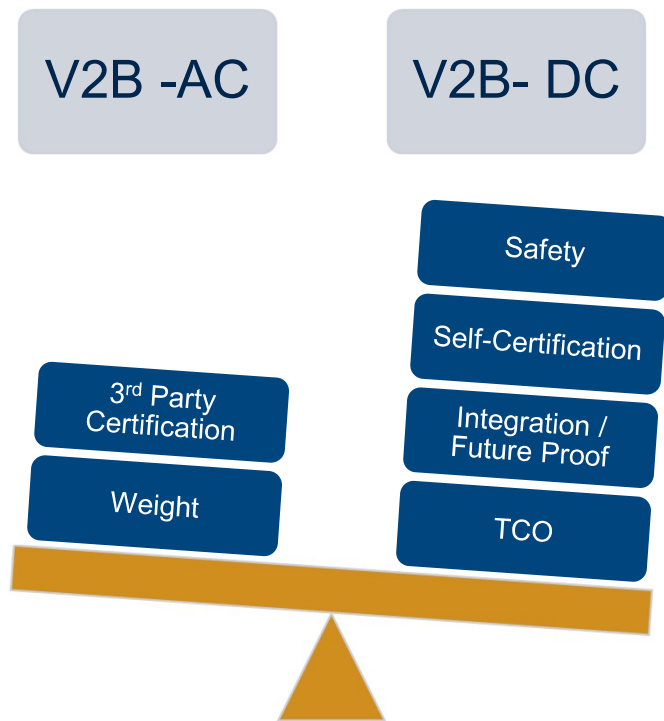 V2B -AC
V2B- DC
Safety
Self-Certification
3rd Party
Certification
Integration /
Future Proof
Weight
TCO